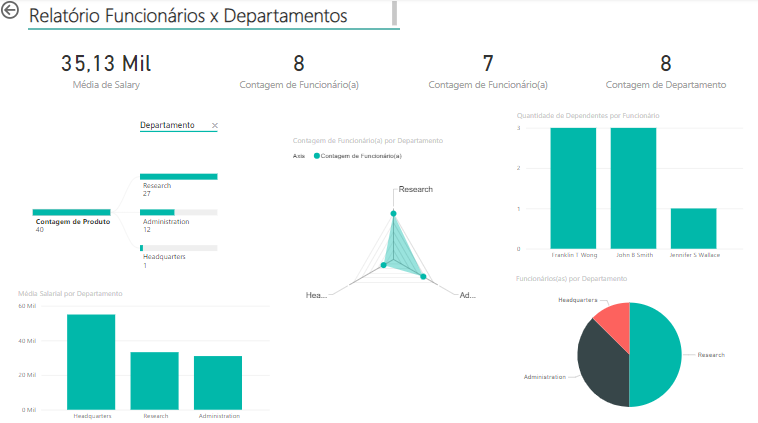 Relatório Funcionários x Departamentos
35,13 Mil
Média de Salary
8
Contagem de Funcionário(a)
7
Contagem de Funcionário(a)
8
Contagem de Departamento
Departamento
Research
27
Contagem de Produto
40
Administration
12
Headquarters
1
Contagem de Funcionário(a) por Departamento
Axis
Contagem de Funcionário(a)
Research
Hea...
Ad...
Quantidade de Dependentes por Funcionário
3
2
1
0
Franklin T Wong
John B Smith
Jennifer S Wallace
Média Salarial por Departamento
60 Mil
40 Mil
20 Mil
0 Mil
Headquarters
Research
Administration
Funcionários(as) por Departamento
Headquarters
Research
Administration